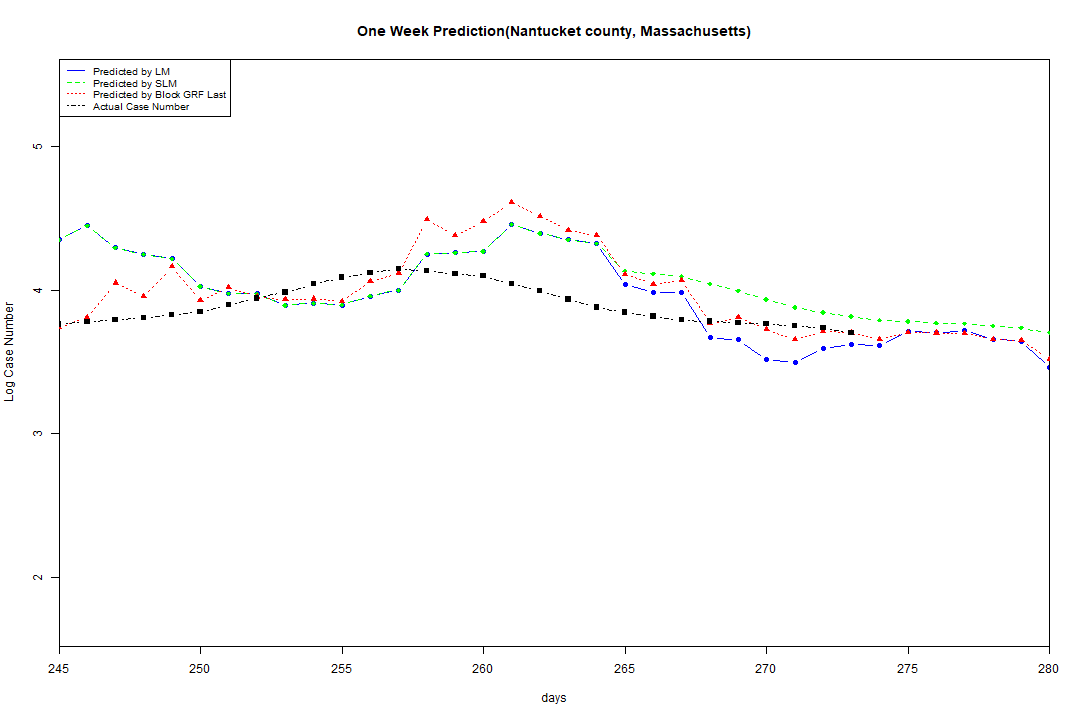 One Week Prediction(Nantucket county, Massachusetts)
Predicted by LM
Predicted by SLM
Predicted by Block GRF Last
Actual Case Number
5
4
3
2
Log Case Number
245 250 255 260 265 270 275 280
days